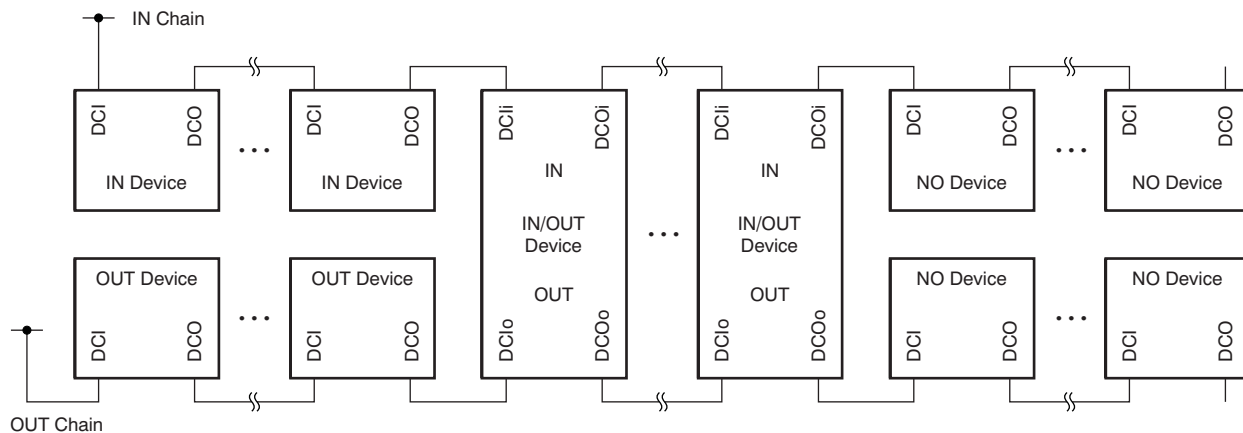 IN Chain
DCI
DCO
IN Device
...
DCI
DCO
IN Device
DCIi
DCOi
IN
IN/OUT
Device
OUT
DCIo
DCOo
...
DCIi
DCOi
IN
IN/OUT
Device
OUT
DCIo
DCOo
DCI
DCO
NO Device
...
DCI
DCO
NO Device
OUT Device
DCI
DCO
...
OUT Device
DCI
DCO
NO Device
DCI
DCO
...
NO Device
DCI
DCO
OUT Chain